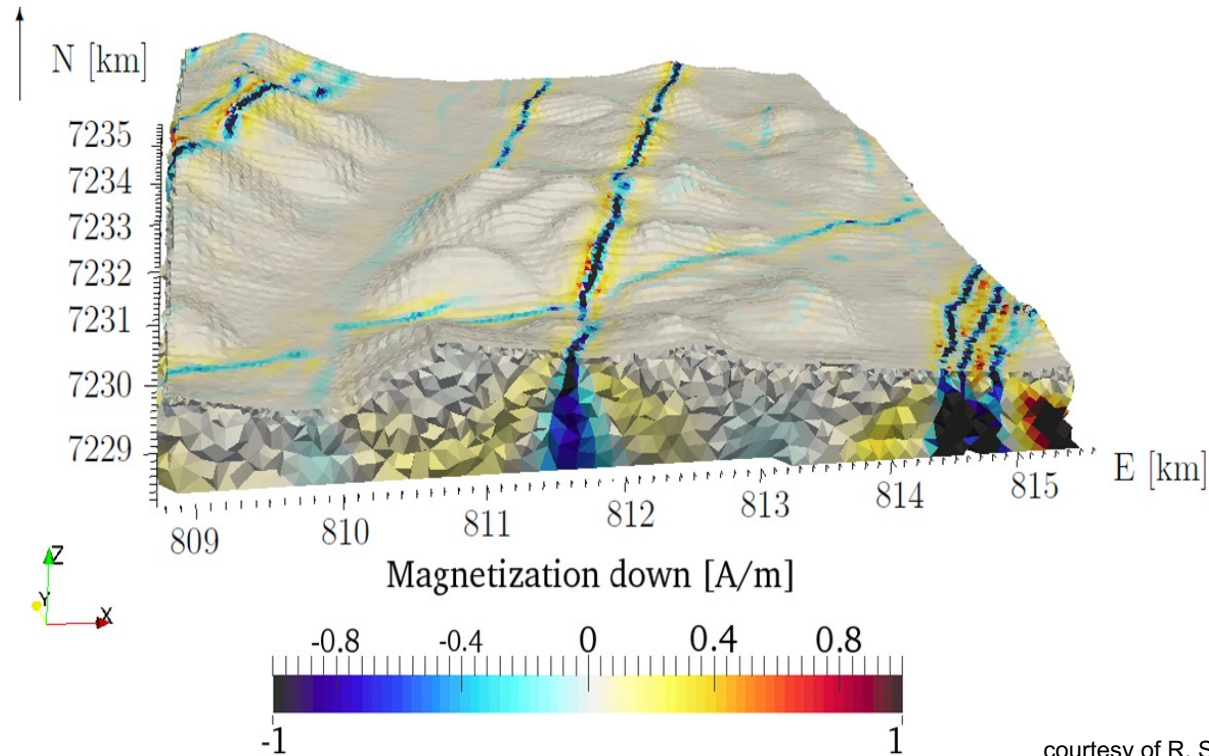 N [km]
7235
7234
7233
7232
7231
7230
7229
809 810 811 812 813 814 815
E [km]
Z
Y
X
Magnetization down [A/m]
-0.8 -0.4 0 0.4 0.8
-1 1
courtesy of R. S